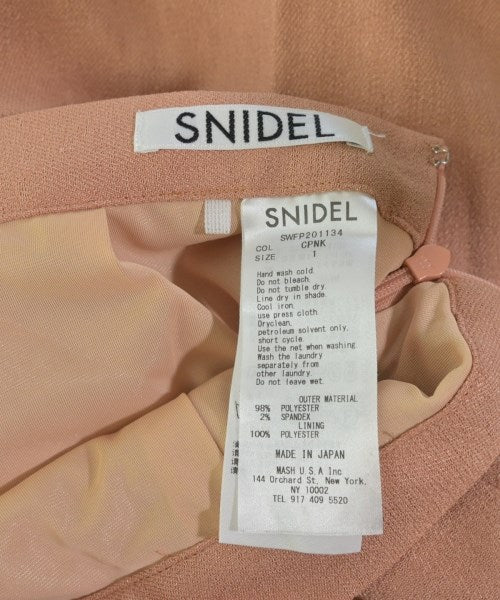 SNIDEL
SNIDEL
SWFP201134
COL CPNK
SIZE 1
Hand wash cold.
Do not bleach.
Do not tumble dry.
Line dry in shade.
Cool iron.
use press cloth.
Dryclean.
petroleum solvent only,
short cycle.
Use the net when washing.
Wash the laundry
separately from
other laundry.
Do not leave wet.
OUTER MATERIAL
98% POLYESTER
2% SPANDEX
LINING
100% POLYESTER
MADE IN JAPAN
MASH U.S.A Inc
144 Orchard St. New York.
NY 10002
TEL 917 409 5520